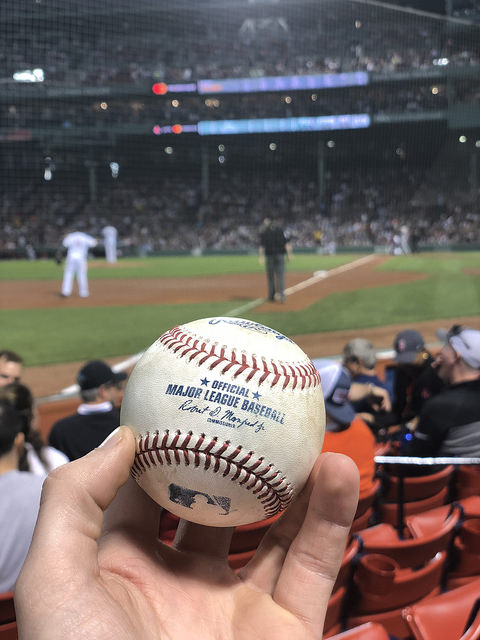 OFFICIAL
MAJOR LEAGUE BASEBALL
Robert D. Manfred Jr.
COMMISSIONER